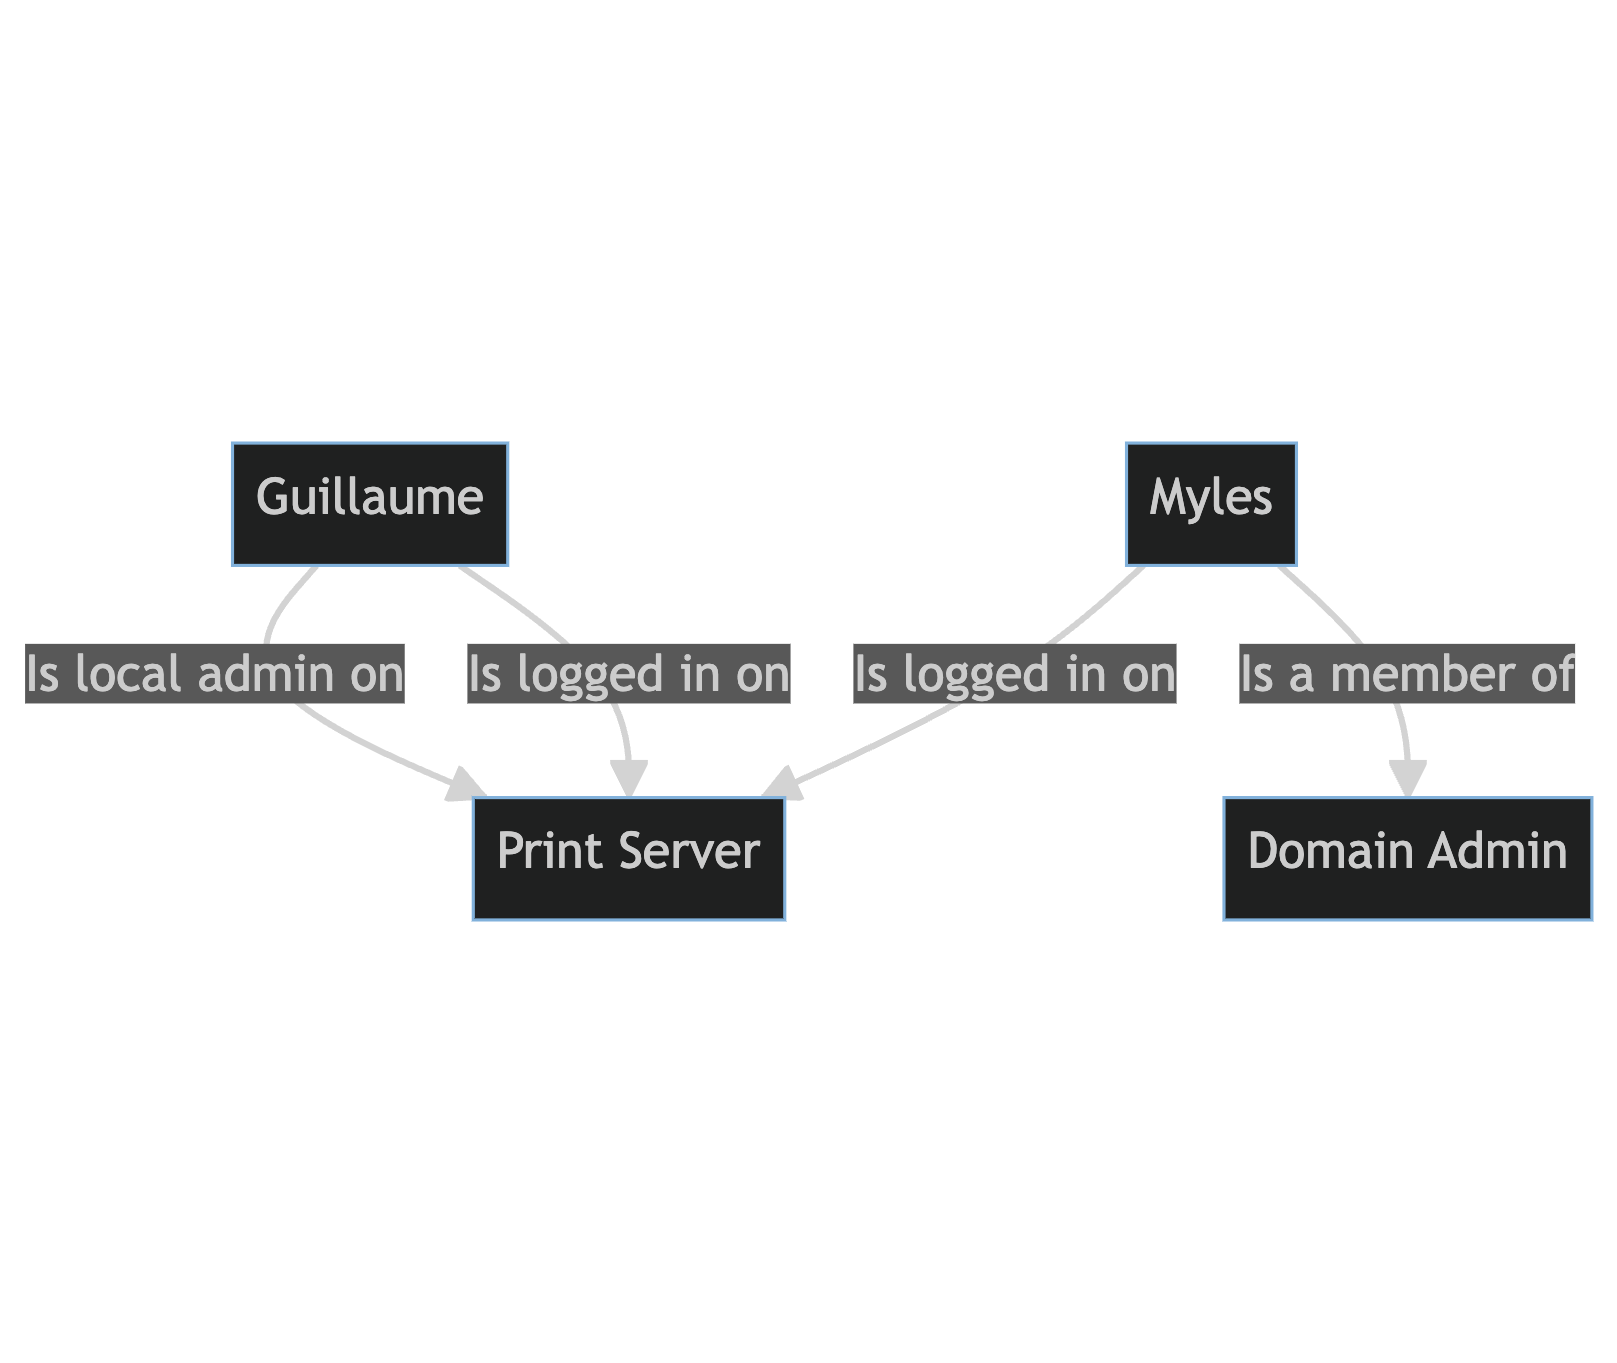 Guillaume
Myles
Is local admin on
Is logged in on
Is logged in on
Is a member of
Print Server
Domain Admin